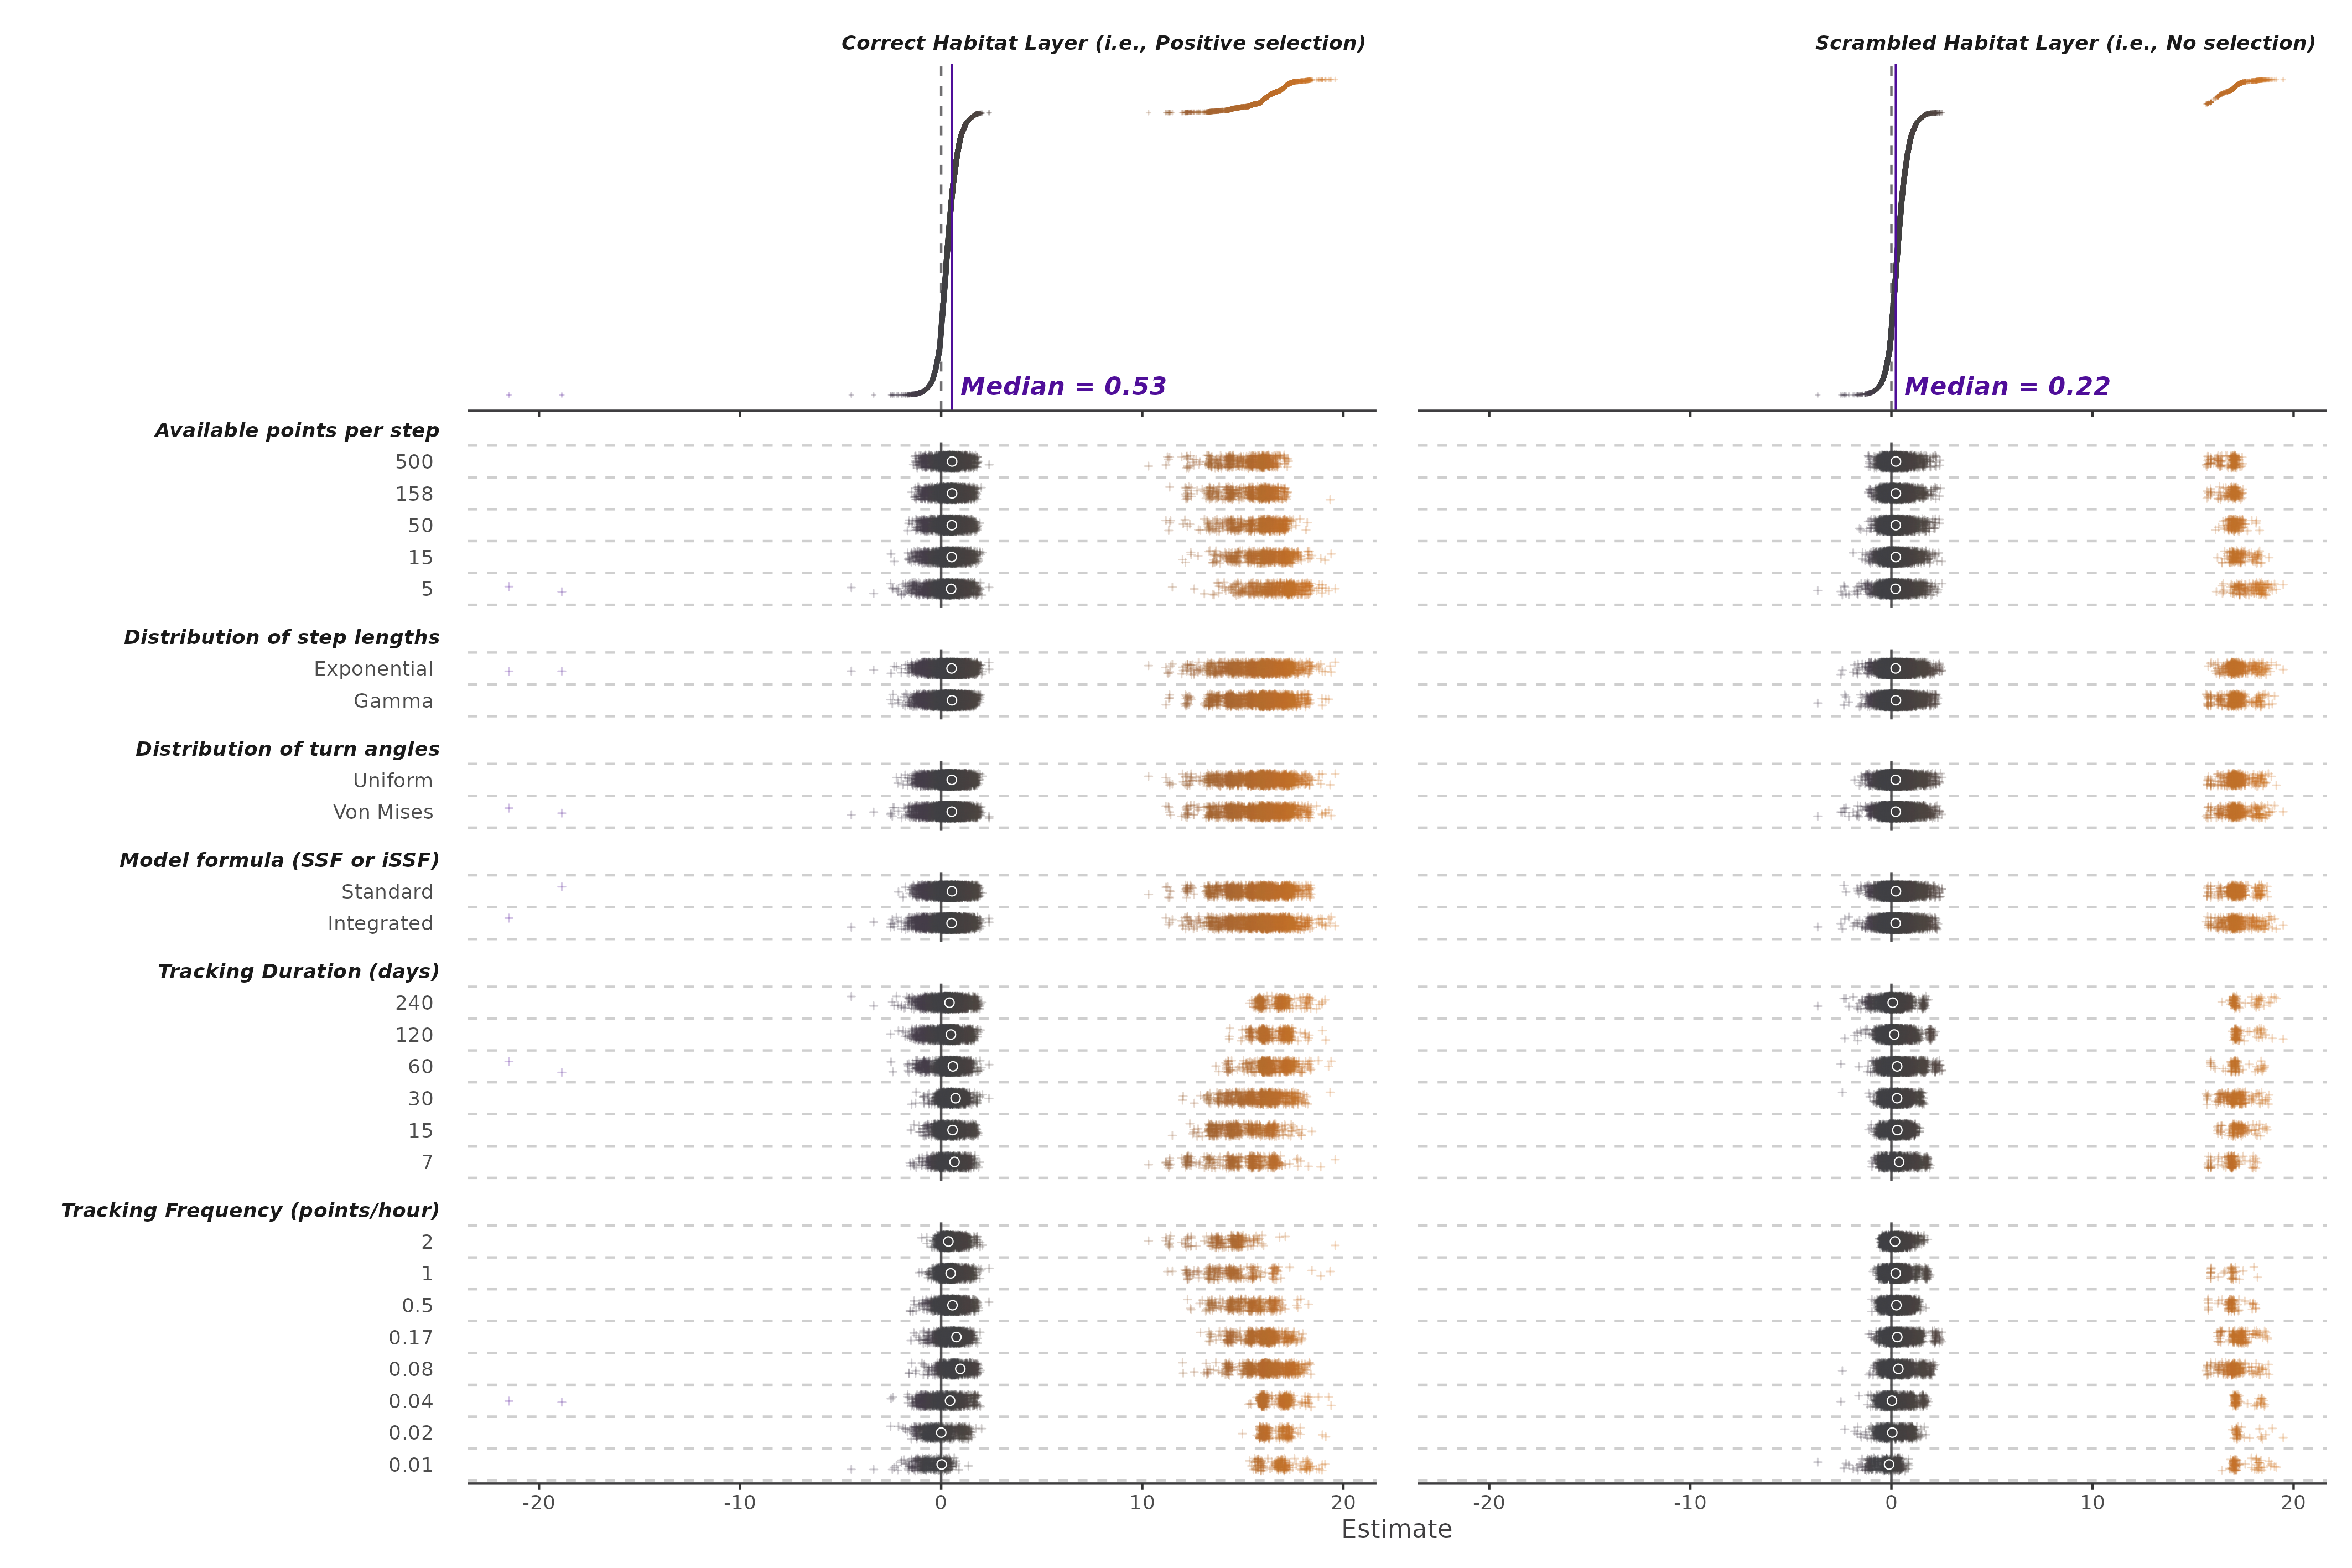 Correct Habitat Layer (i.e., Positive selection)
Scrambled Habitat Layer (i.e., No selection)
Median = 0.53
Median = 0.22
Available points per step
500
158
50
15
5
Distribution of step lengths
Exponential
Gamma
Distribution of turn angles
Uniform
Von Mises
Model formula (SSF or iSSF)
Standard
Integrated
Tracking Duration (days)
240
120
60
30
15
7
Tracking Frequency (points/hour)
2
1
0.5
0.17
0.08
0.04
0.02
0.01
-20 -10 0 10 20
-20 -10 0 10 20
Estimate